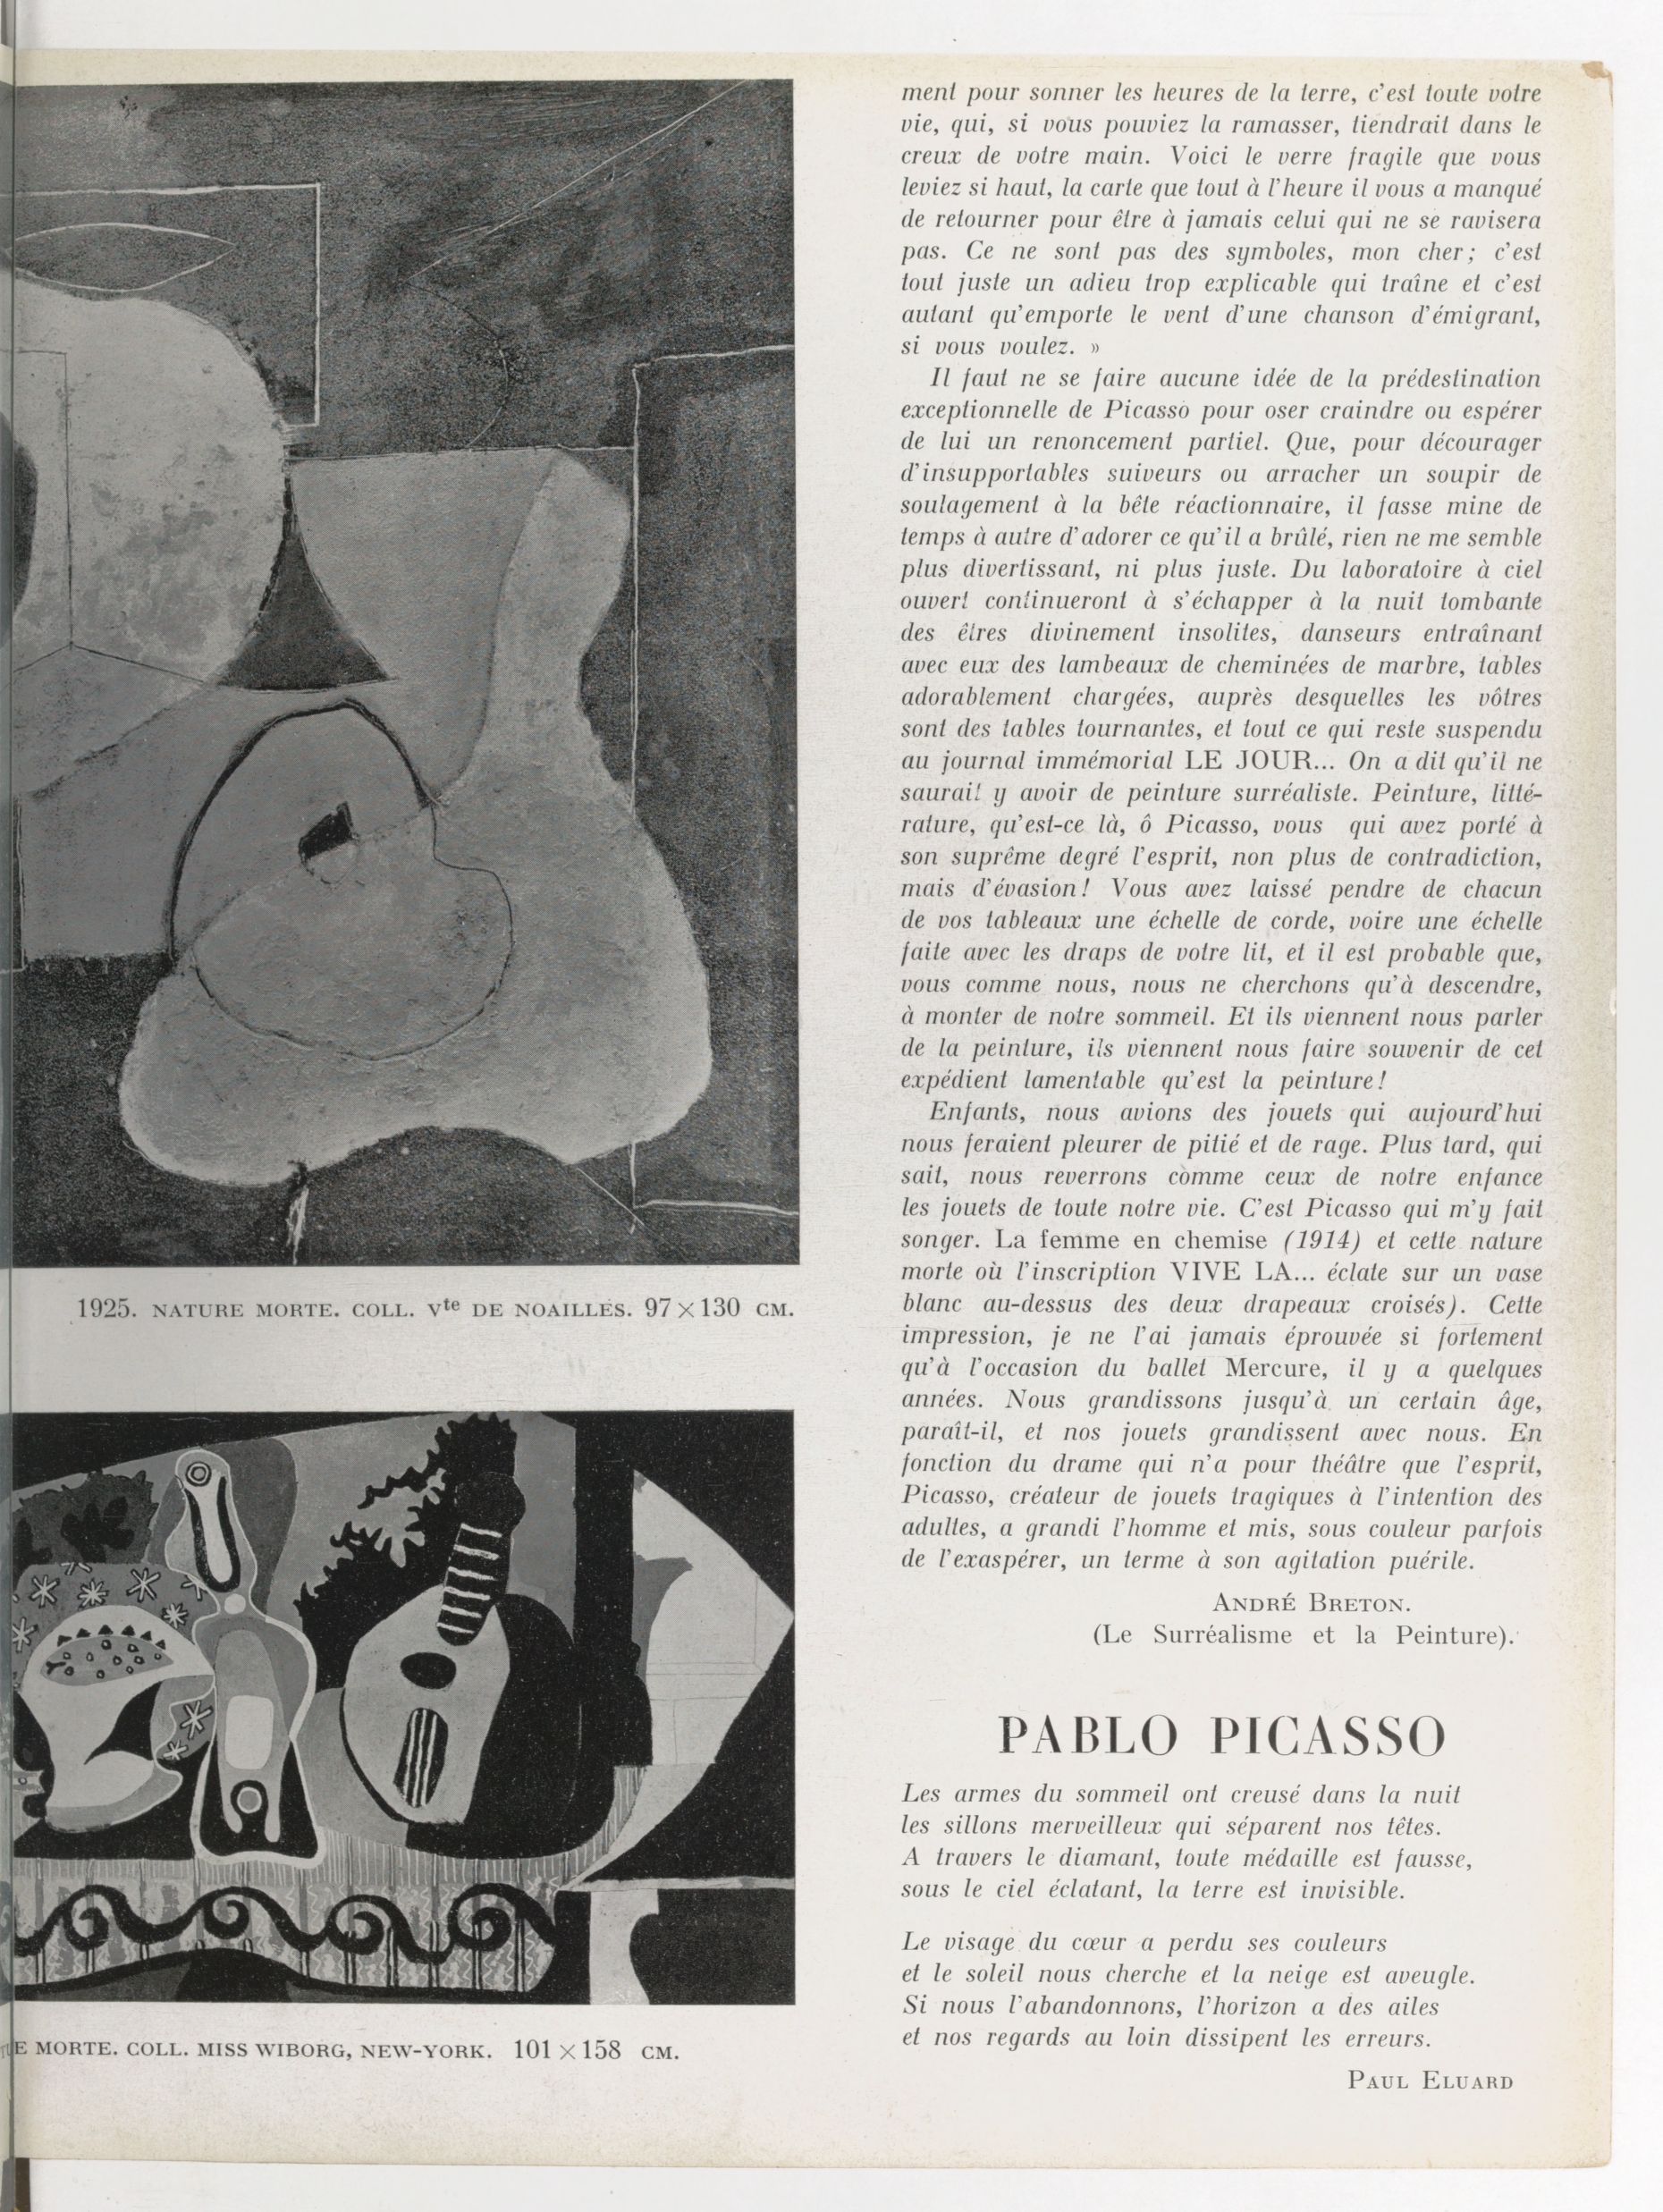 ment pour sonner les heures de la terre, c'est toute votre
vie, qui, si vous pouviez la ramasser, tiendrait dans le
creux de votre main. Voici le verre fragile que vous
leviez si haut, la carte que tout à l'heure il vous a manqué
de retourner pour être à jamais celui qui ne se ravisera
pas. Ce ne sont pas des symboles, mon cher; c'est
tout juste un adieu trop explicable qui traîne et c'est
autant qu'emporte le vent d'une chanson d'émigrant,
si vous voulez. »
Il faut ne se faire aucune idée de la prédestination
exceptionnelle de Picasso pour oser craindre ou espérer
de lui un renoncement partiel. Que, pour décourager
d'insupportables suiveurs ou arracher un soupir de
soulagement à la bête réactionnaire, il fasse mine de
temps à autre d'adorer ce qu'il a brûlé, rien ne me semble
plus divertissant, ni plus juste. Du laboratoire à ciel
ouvert continueront à s'échapper à la nuit tombante
des êtres divinement insolites, danseurs entraînant
avec eux des lambeaux de cheminées de marbre, tables
adorablement chargées, auprès desquelles les vôtres
sont des tables tournantes, et tout ce qui reste suspendu
au journal immémorial LE JOUR... On a dit qu'il ne
saurait y avoir de peinture surréaliste. Peinture, litté-
rature, qu'est-ce là, ô Picasso, vous qui avez porté à
son suprême degré l'esprit, non plus de contradiction,
mais d'évasion! Vous avez laissé pendre de chacun
de vos tableaux une échelle de corde, voire une échelle
faite avec les draps de votre lit, et il est probable que,
vous comme nous, nous ne cherchons qu'à descendre,
à monter de notre sommeil. Et ils viennent nous parler
de la peinture, ils viennent nous faire souvenir de cet
expédient lamentable qu'est la peinture!
Enfants, nous avions des jouets qui aujourd'hui
nous feraient pleurer de pitié et de rage. Plus tard, qui
sait, nous reverrons comme ceux de notre enfance
les jouets de toute notre vie. C'est Picasso qui m'y fait
songer. La femme en chemise (1914) et cette nature
morte où l'inscription VIVE LA... éclate sur un vase
blanc au-dessus des deux drapeaux croisés). Cette
impression, je ne l'ai jamais éprouvée si fortement
qu'à l'occasion du ballet Mercure, il y a quelques
années. Nous grandissons jusqu'à un certain âge,
paraît-il, et nos jouets grandissent avec nous. En
fonction du drame qui n'a pour théâtre que l'esprit,
Picasso, créateur de jouets tragiques à l'intention des
adultes, a grandi l'homme et mis, sous couleur parfois
de l'exaspérer, un terme à son agitation puérile.
ANDRÉ BRETON.
(Le Surréalisme et la Peinture).
PABLO PICASSO
Les armes du sommeil ont creusé dans la nuit
les sillons merveilleux qui séparent nos têtes.
A travers le diamant, toute médaille est fausse,
sous le ciel éclatant, la terre est invisible.
Le visage du cœur a perdu ses couleurs
et le soleil nous cherche et la neige est aveugle.
Si nous l'abandonnons, l'horizon a des ailes
et nos regards au loin dissipent les erreurs.
PAUL ELUARD
1925. NATURE MORTE. COLL. Vte DE NOAILLES. 97×130 CM.
E MORTE. COLL. MISS WIBORG, NEW-YORK. 101×158 CM.